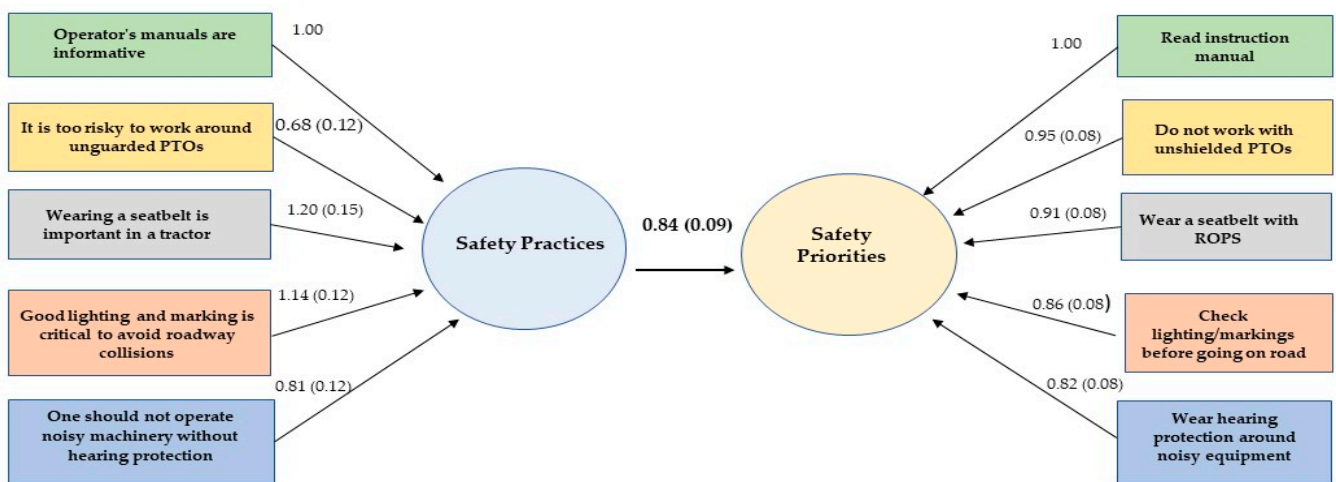 Operator's manuals are
informative
1.00
It is too risky to work around
unguarded PTOs
0.68 (0.12)
Wearing a seatbelt is
important in a tractor
1.20 (0.15)
Good lighting and marking is
critical to avoid roadway
collisions
1.14 (0.12)
One should not operate
noisy machinery without
hearing protection
0.81 (0.12)
Safety Practices
0.84 (0.09)
Safety
Priorities
1.00
Read instruction
manual
0.95 (0.08)
Do not work with
unshielded PTOs
0.91 (0.08)
Wear a seatbelt with
ROPS
0.86 (0.08)
Check
lighting/markings
before going on road
0.82 (0.08)
Wear hearing
protection around
noisy equipment